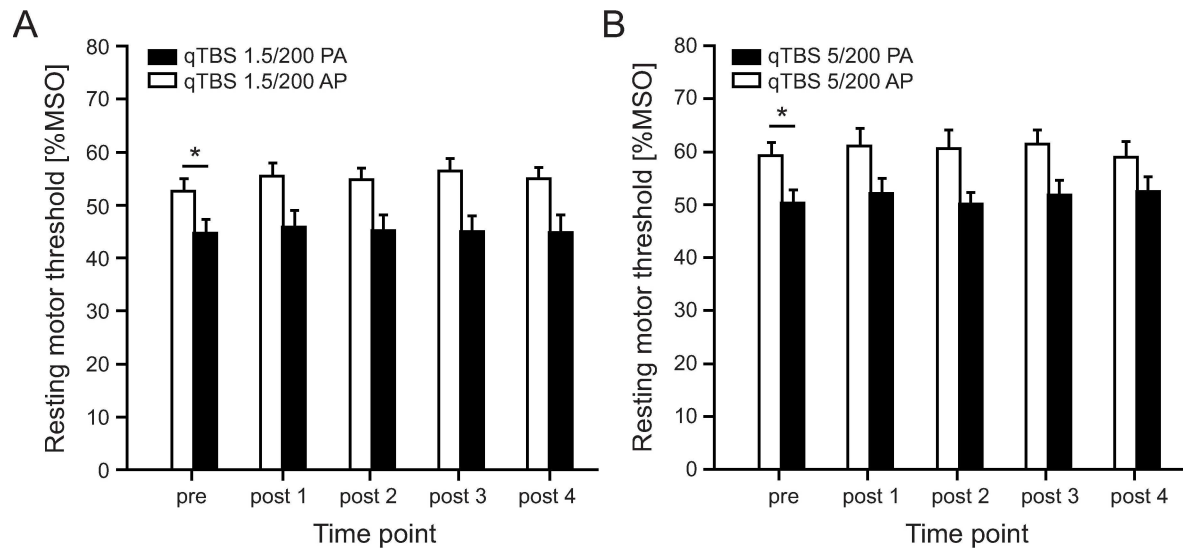 A
Resting motor threshold [%MSO]
80
70
60
50
40
30
20
10
0
qTBS 1.5/200 PA
qTBS 1.5/200 AP
*
pre post 1 post 2 post 3 post 4
Time point
B
Resting motor threshold [%MSO]
80
70
60
50
40
30
20
10
0
qTBS 5/200 PA
qTBS 5/200 AP
*
pre post 1 post 2 post 3 post 4
Time point